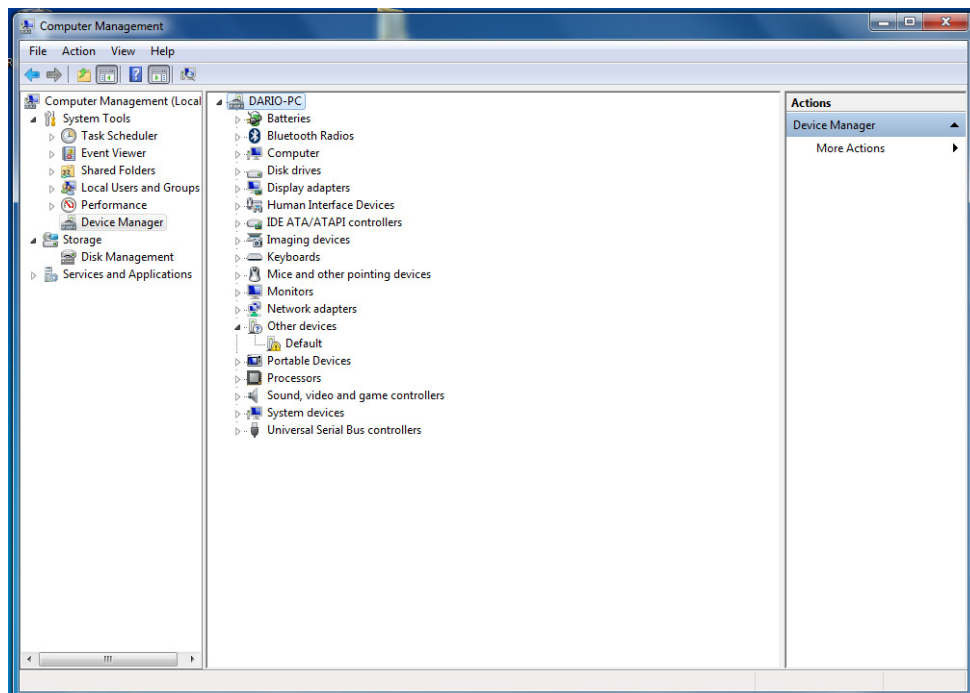 Computer Management
File Action View Help
Computer Management (Local
System Tools
Task Scheduler
Event Viewer
Shared Folders
Local Users and Groups
Performance
Device Manager
Storage
Disk Management
Services and Applications
DARIO-PC
Batteries
Bluetooth Radios
Computer
Disk drives
Display adapters
Human Interface Devices
IDE ATA/ATAPI controllers
Imaging devices
Keyboards
Mice and other pointing devices
Monitors
Network adapters
Other devices
Default
Portable Devices
Processors
Sound, video and game controllers
System devices
Universal Serial Bus controllers
Actions
Device Manager
More Actions